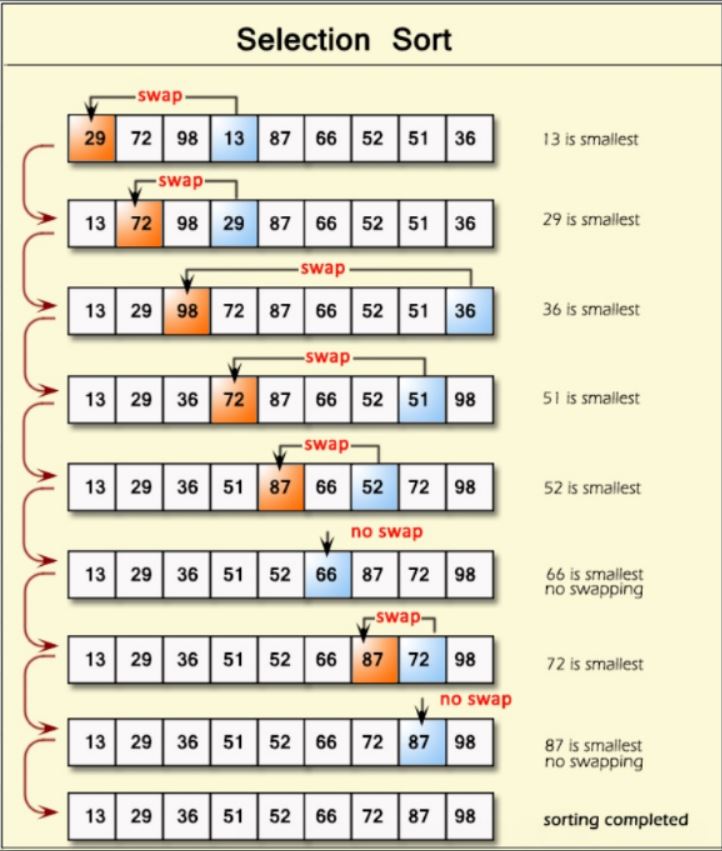 Selection Sort
swap
29 72 98 13 87 66 52 51 36 13 is smallest
swap
13 72 98 29 87 66 52 51 36 29 is smallest
swap
13 29 98 72 87 66 52 51 36 36 is smallest
swap
13 29 36 72 87 66 52 51 98 51 is smallest
swap
13 29 36 51 87 66 52 72 98 52 is smallest
no swap
13 29 36 51 52 66 87 72 98 66 is smallest
no swapping
swap
13 29 36 51 52 66 87 72 98 72 is smallest
no swap
13 29 36 51 52 66 72 87 98 87 is smallest
no swapping
13 29 36 51 52 66 72 87 98 sorting completed